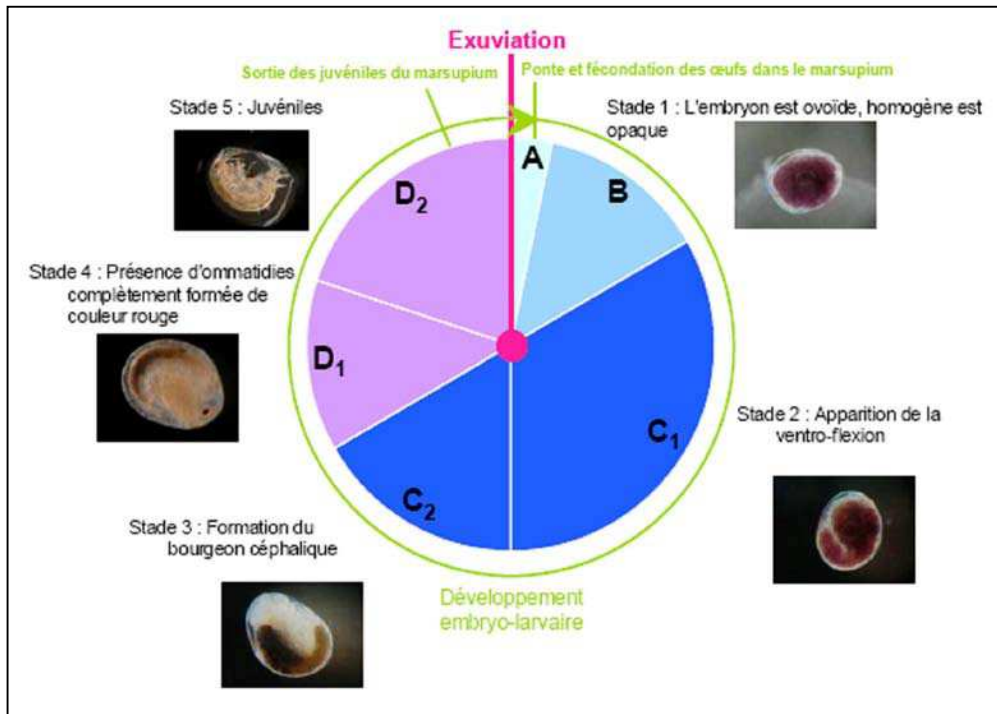 Exuviation
Sortie des juvéniles du marsupium
Ponte et fécondation des œufs dans le marsupium
Stade 5 : Juvéniles
Stade 1 : L'embryon est ovoïde, homogène est
opaque
A
B
D2
Stade 4 : Présence d'ommatidies
complètement formée de
couleur rouge
D1
C1
Stade 2 : Apparition de la
ventro-flexion
C2
Stade 3 : Formation du
bourgeon céphalique
Développement
embryo-larvaire